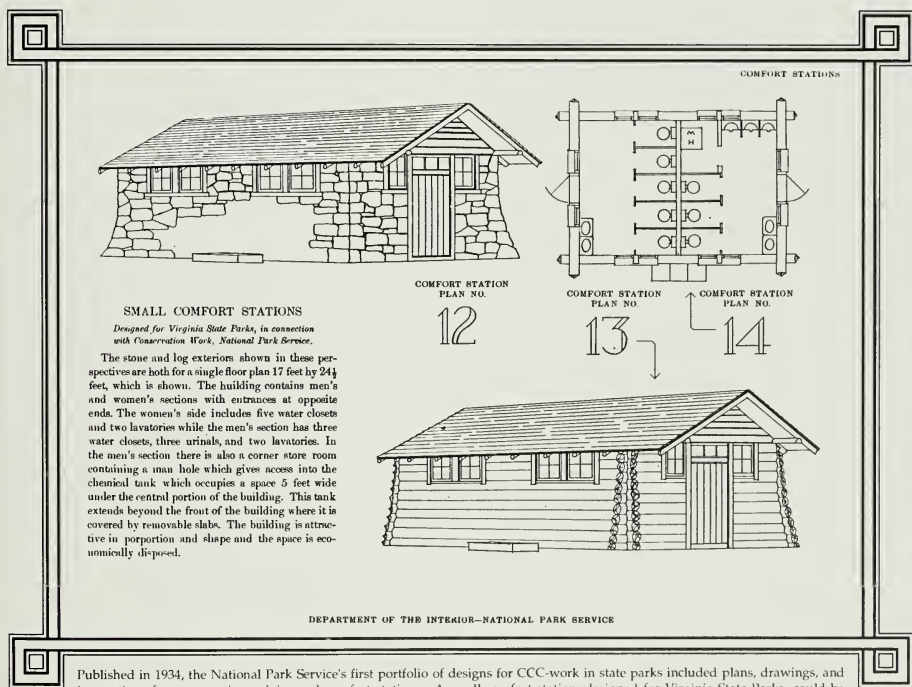 COMFORT STATIONS
M
H
COMFORT STATION
PLAN NO.
12
COMFORT STATION
PLAN NO.
13
COMFORT STATION
PLAN NO.
14
SMALL COMFORT STATIONS
Designed for Virginia State Parks, in connection
with Conservation Work, National Park Service.
The stone and log exteriors shown in these per-
spectives are both for a single floor plan 17 feet by 24½
feet, which is shown. The building contains men's
and women's sections with entrances at opposite
ends. The women's side includes five water closets
and two lavatories while the men's section has three
water closets, three urinals, and two lavatories. In
the men's section there is also a corner store room
containing a man hole which gives access into the
chemical tank which occupies a space 5 feet wide
under the central portion of the building. This tank
extends beyond the front of the building where it is
covered by removable slabs. The building is attrac-
tive in porportion and shape and the space is eco-
nomically disposed.
DEPARTMENT OF THE INTERIOR—NATIONAL PARK SERVICE
Published in 1934, the National Park Service's first portfolio of designs for CCC-work in state parks included plans, drawings, and